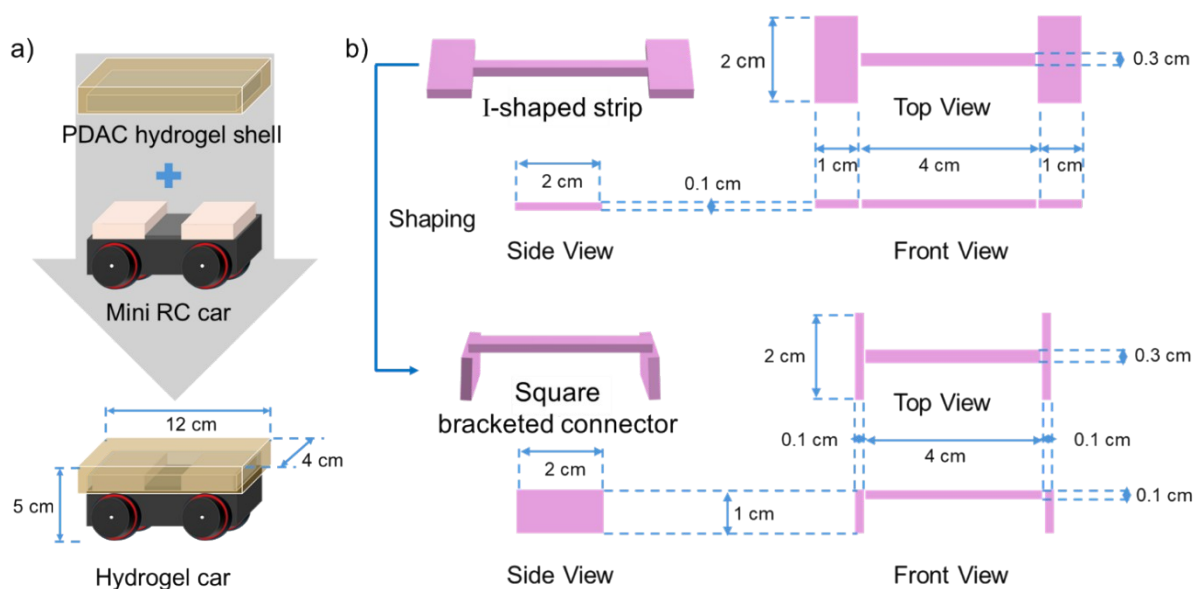 a)
PDAC hydrogel shell
Mini RC car
12 cm
4 cm
5 cm
Hydrogel car
b)
I-shaped strip
2 cm
Top View
0.3 cm
1 cm
4 cm
1 cm
Shaping
2 cm
0.1 cm
Side View
Front View
Square
bracketed connector
2 cm
Top View
0.3 cm
0.1 cm
4 cm
0.1 cm
2 cm
1 cm
0.1 cm
Side View
Front View